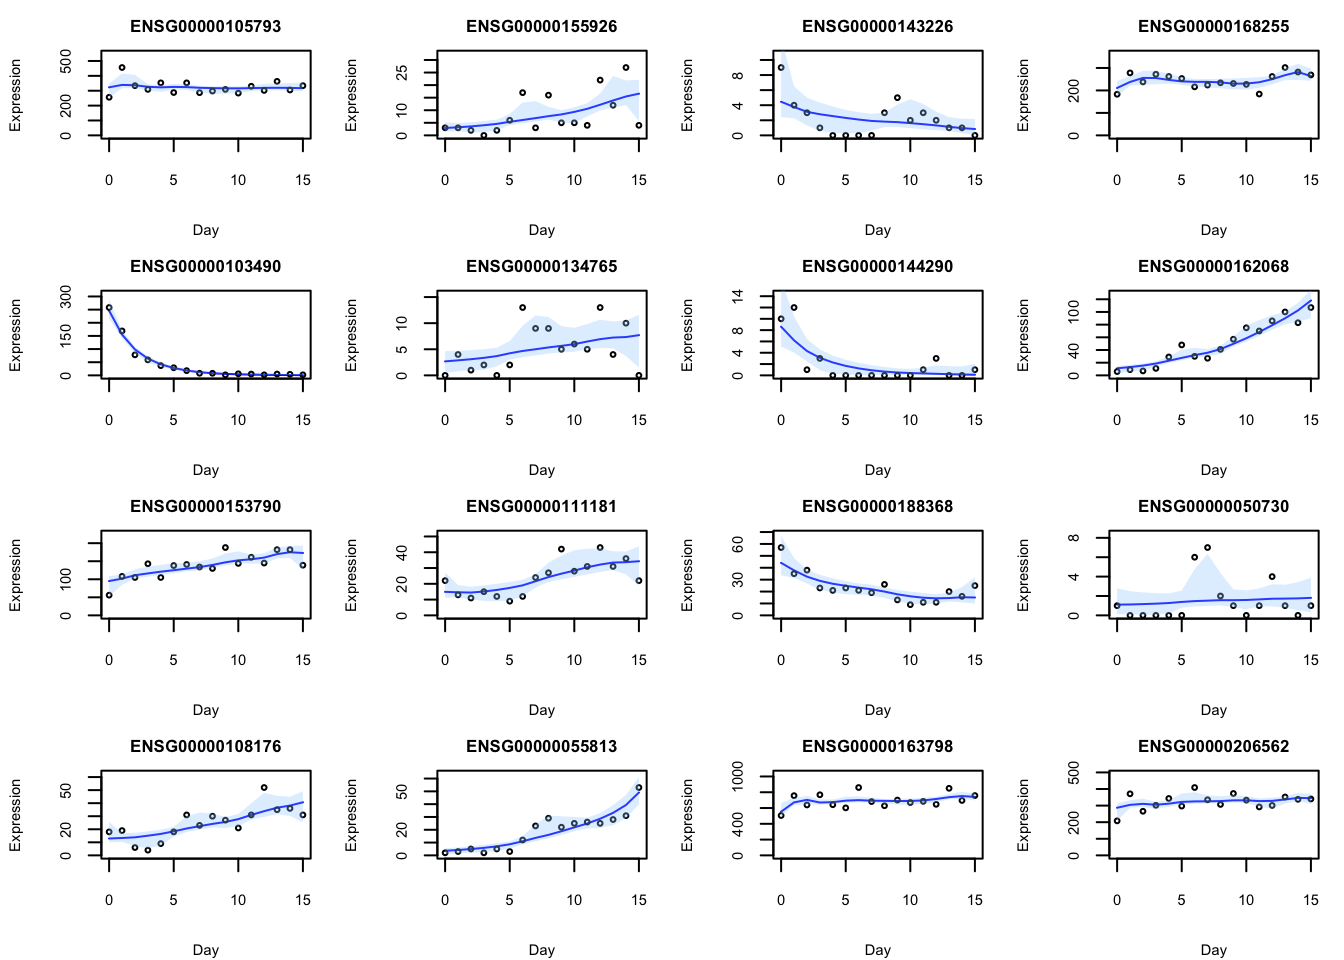 ENSG00000105793 ENSG00000155926 ENSG00000143226 ENSG00000168255
Expression 0 200 500 Expression 0 10 25 Expression 0 4 8 Expression 0 200
0 5 10 15 0 5 10 15 0 5 10 15 0 5 10 15
Day Day Day Day
ENSG00000103490 ENSG00000134765 ENSG00000144290 ENSG00000162068
Expression 0 150 300 Expression 0 5 10 Expression 0 4 8 14 Expression 0 40 100
0 5 10 15 0 5 10 15 0 5 10 15 0 5 10 15
Day Day Day Day
ENSG00000153790 ENSG00000111181 ENSG00000188368 ENSG00000050730
Expression 0 100 Expression 0 20 40 Expression 0 30 60 Expression 0 4 8
0 5 10 15 0 5 10 15 0 5 10 15 0 5 10 15
Day Day Day Day
ENSG00000108176 ENSG00000055813 ENSG00000163798 ENSG00000206562
Expression 0 20 50 Expression 0 20 50 Expression 0 400 1000 Expression 0 200 500
0 5 10 15 0 5 10 15 0 5 10 15 0 5 10 15
Day Day Day Day